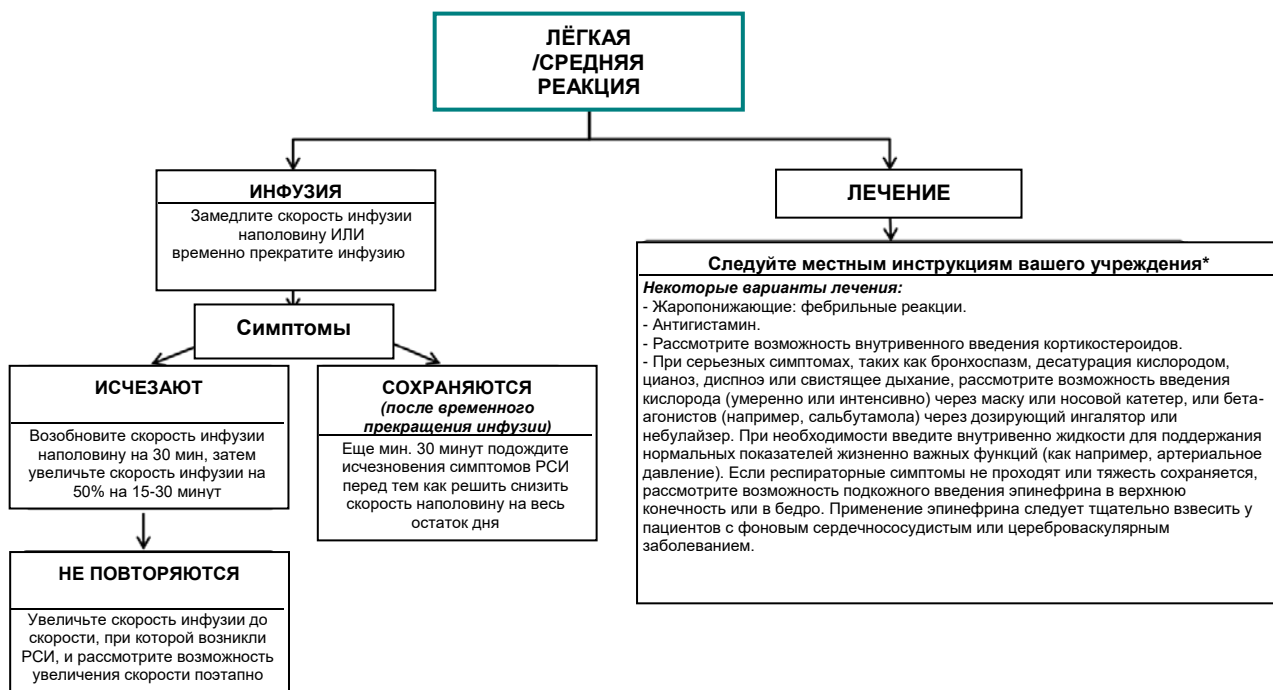 ЛЁГКАЯ
/СРЕДНЯЯ
РЕАКЦИЯ
ИНФУЗИЯ
Замедлите скорость инфузии
наполовину ИЛИ
временно прекратите инфузию
Симптомы
ИСЧЕЗАЮТ
Возобновите скорость инфузии
наполовину на 30 мин, затем
увеличьте скорость инфузии на
50% на 15-30 минут
СОХРАНЯЮТСЯ
(после временного
прекращения инфузии)
Еще мин. 30 минут подождите
исчезновения симптомов РСИ
перед тем как решить снизить
скорость наполовину на весь
остаток дня
НЕ ПОВТОРЯЮТСЯ
Увеличьте скорость инфузии до
скорости, при которой возникли
РСИ, и рассмотрите возможность
увеличения скорости поэтапно
ЛЕЧЕНИЕ
Следуйте местным инструкциям вашего учреждения*
Некоторые варианты лечения:
- Жаропонижающие: фебрильные реакции.
- Антигистамин.
- Рассмотрите возможность внутривенного введения кортикостероидов.
- При серьезных симптомах, таких как бронхоспазм, десатурация кислородом,
цианоз, диспноэ или свистящее дыхание, рассмотрите возможность введения
кислорода (умеренно или интенсивно) через маску или носовой катетер, или бета-
агонистов (например, сальбутамола) через дозирующий ингалятор или
небулайзер. При необходимости введите внутривенно жидкости для поддержания
нормальных показателей жизненно важных функций (как например, артериальное
давление). Если респираторные симптомы не проходят или тяжесть сохраняется,
рассмотрите возможность подкожного введения эпинефрина в верхнюю
конечность или в бедро. Применение эпинефрина следует тщательно взвесить у
пациентов с фоновым сердечнососудистым или цереброваскулярным
заболеванием.